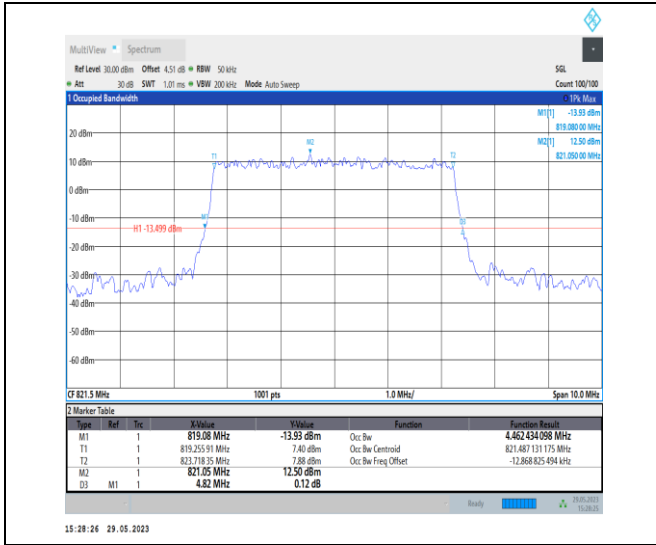 MultiView Spectrum
Ref Level 30.00 dBm Offset 4.51 dB RBW 50 kHz SGL
Att 30 dB SWT 1.01 ms VBW 200 kHz Mode Auto Sweep Count 100/100
1 Occupied Bandwidth 1Pk Max
M1[1] -13.93 dBm
819.08000 MHz
M2[1] 12.50 dBm
821.05000 MHz
20 dBm
M2
T1 T2
10 dBm
0 dBm
-10 dBm
M1 D3
H1 -13.499 dBm
-20 dBm
-30 dBm
-40 dBm
-50 dBm
-60 dBm
CF 821.5 MHz 1001 pts 1.0 MHz/ Span 10.0 MHz
2 Marker Table
Type Ref Trc X-Value Y-Value Function Function Result
M1 1 819.08 MHz -13.93 dBm Occ Bw 4.462 434 098 MHz
T1 1 819.255 91 MHz 7.40 dBm Occ Bw Centroid 821.487 131 175 MHz
T2 1 823.718 35 MHz 7.88 dBm Occ Bw Freq Offset -12.868 825 494 kHz
M2 1 821.05 MHz 12.50 dBm
D3 M1 1 4.82 MHz 0.12 dB
Ready 29.05.2023
15:28:25
15:28:26 29.05.2023